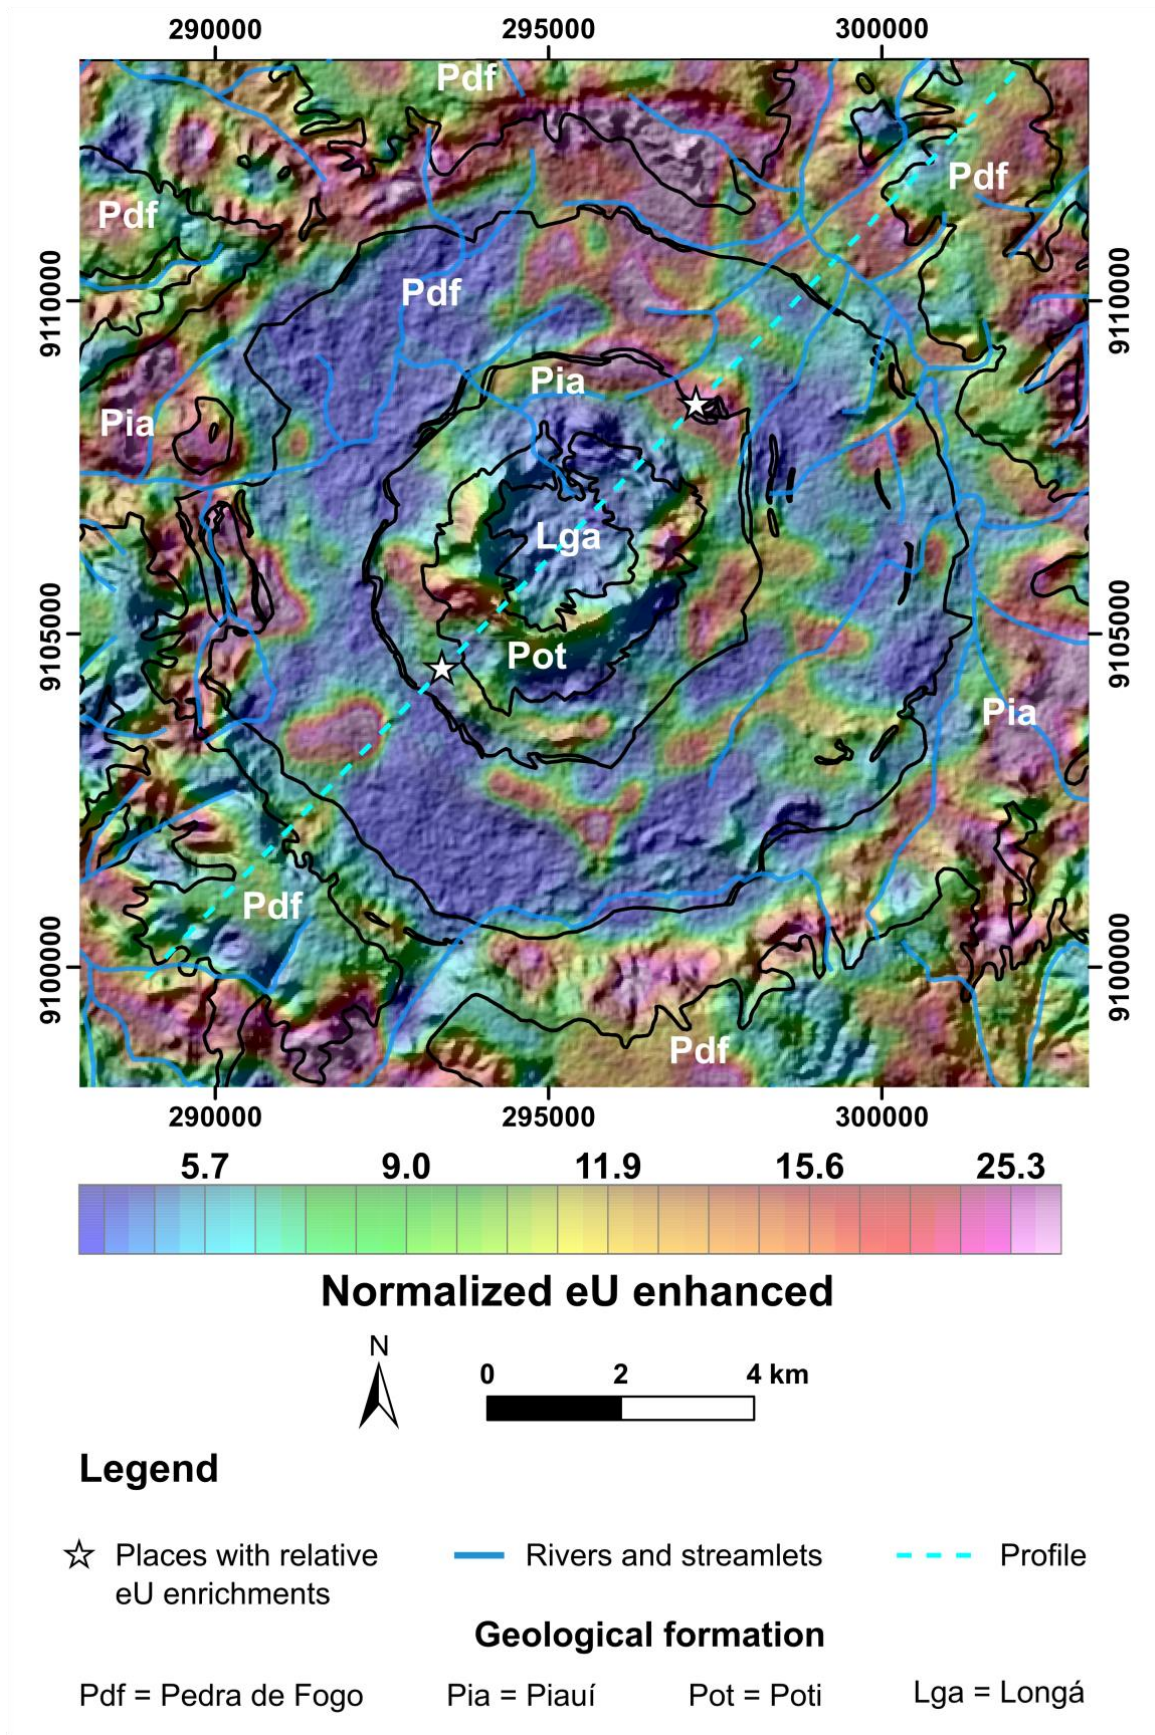 290000 295000 300000
Pdf
Pdf
Pdf
Pdf
9110000
9110000
Pia
Pia
Lga
9105000
9105000
Pot
Pia
Pdf
9100000
9100000
Pdf
290000 295000 300000
5.7 9.0 11.9 15.6 25.3
Normalized eU enhanced
N
0 2 4 km
Legend
Places with relative
eU enrichments
Rivers and streamlets
Profile
Geological formation
Pdf = Pedra de Fogo Pia = Piauí Pot = Poti Lga = Longá